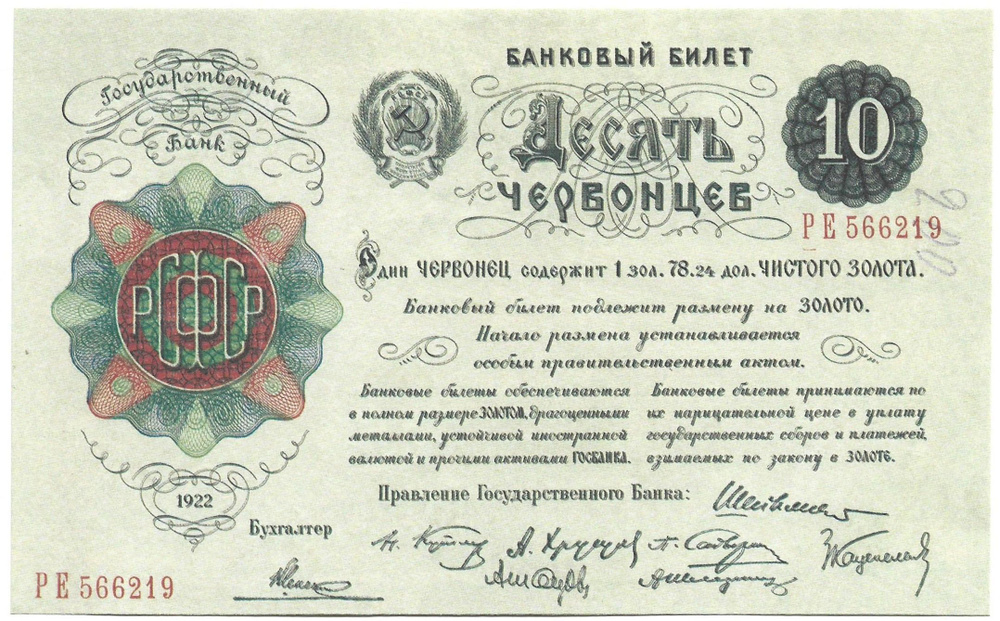 Государственный
Банк
БАНКОВЫЙ БИЛЕТ
ДЕСЯТЬ
ЧЕРВОНЦЕВ
10
РЕ 566219
РСФСР
Один ЧЕРВОНЕЦ содержит 1 зол. 78.24 дол. ЧИСТОГО ЗОЛОТА.
Банковый билет подлежит размену на ЗОЛОТО.
Начало размена устанавливается
особым правительственным актом.
Банковые билеты обеспечиваются
в полном размере ЗОЛОТОМ, драгоценными
металлами, устойчивой иностранной
валютой и прочими активами ГОСБАНКА.
Банковые билеты принимаются по
их нарицательной цене в уплату
государственных сборов и платежей,
взимаемых по закону в ЗОЛОТЕ.
Правление Государственного Банка:
1922
Бухгалтер
РЕ 566219